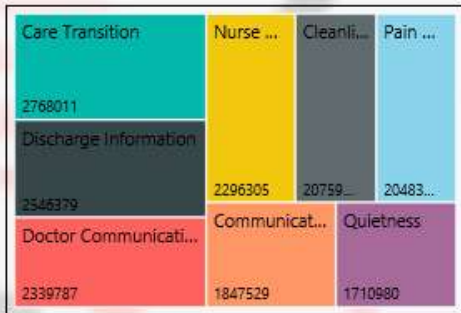 Care Transition
2768011
Discharge Information
2546379
Doctor Communicati...
2339787
Nurse ...
2296305
Cleanli...
20759...
Pain ...
20483...
Communicat...
1847529
Quietness
1710980